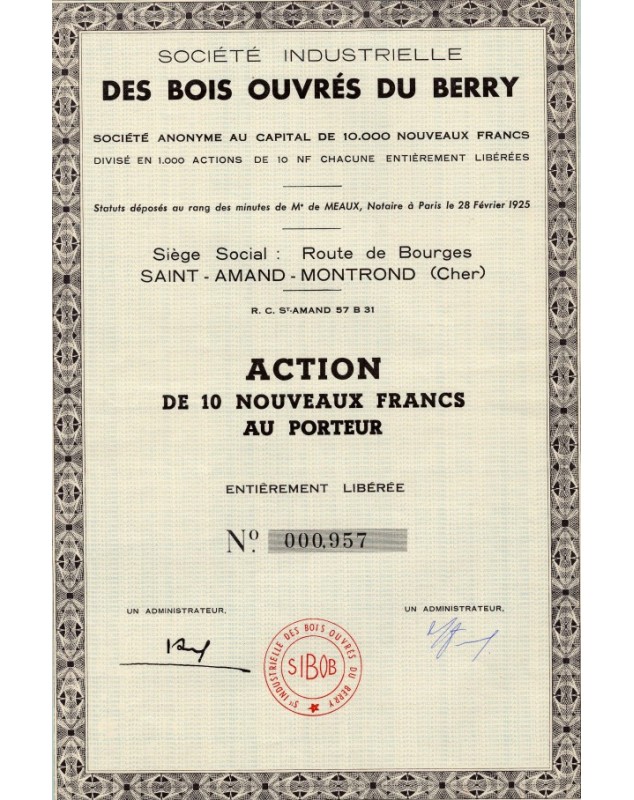 SOCIÉTÉ INDUSTRIELLE
DES BOIS OUVRÉS DU BERRY
SOCIÉTÉ ANONYME AU CAPITAL DE 10.000 NOUVEAUX FRANCS
DIVISÉ EN 1.000 ACTIONS DE 10 NF CHACUNE ENTIÈREMENT LIBÉRÉES
Statuts déposés au rang des minutes de Mᵉ de MEAUX, Notaire à Paris le 28 Février 1925
Siège Social : Route de Bourges
SAINT - AMAND - MONTROND (Cher)
R. C. Sᵗ-AMAND 57 B 31
ACTION
DE 10 NOUVEAUX FRANCS
AU PORTEUR
ENTIÈREMENT LIBÉRÉE
Nº. 000,957
UN ADMINISTRATEUR,
UN ADMINISTRATEUR,
Sᵗᵉ INDUSTRIELLE DES BOIS OUVRES DU BERRY
SIBOB